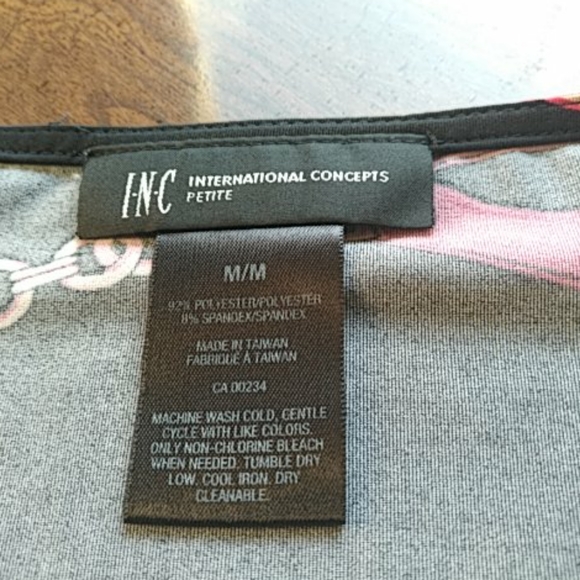 I·N·C INTERNATIONAL CONCEPTS
PETITE
M/M
92% POLYESTER/POLYESTER
8% SPANDEX/SPANDEX
MADE IN TAIWAN
FABRIQUÉ À TAIWAN
CA 00234
MACHINE WASH COLD, GENTLE
CYCLE WITH LIKE COLORS.
ONLY NON-CHLORINE BLEACH
WHEN NEEDED. TUMBLE DRY
LOW. COOL IRON. DRY
CLEANABLE.